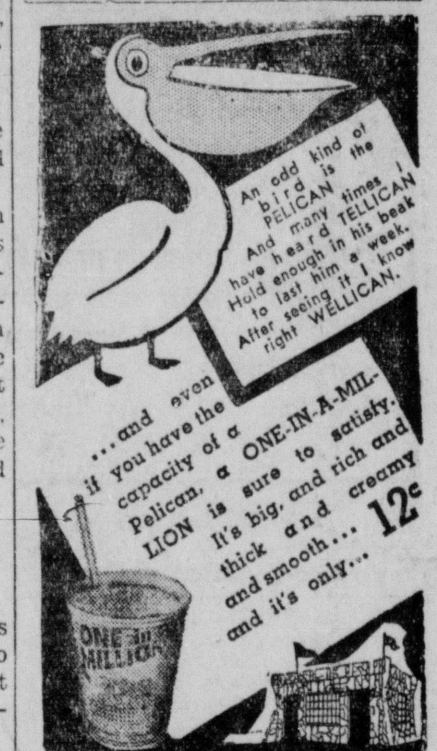 An odd kind of
bird is the
PELICAN
And many times I
have heard TELLICAN
Hold enough in his beak
to last him a week.
After seeing it I know
right WELLICAN.
...and even
if you have the
capacity of a
Pelican, a ONE-IN-A-MIL-
LION is sure to satisfy.
It's big, and rich and
thick and creamy
and smooth...
and it's only...
12c
ONE in
MILLION